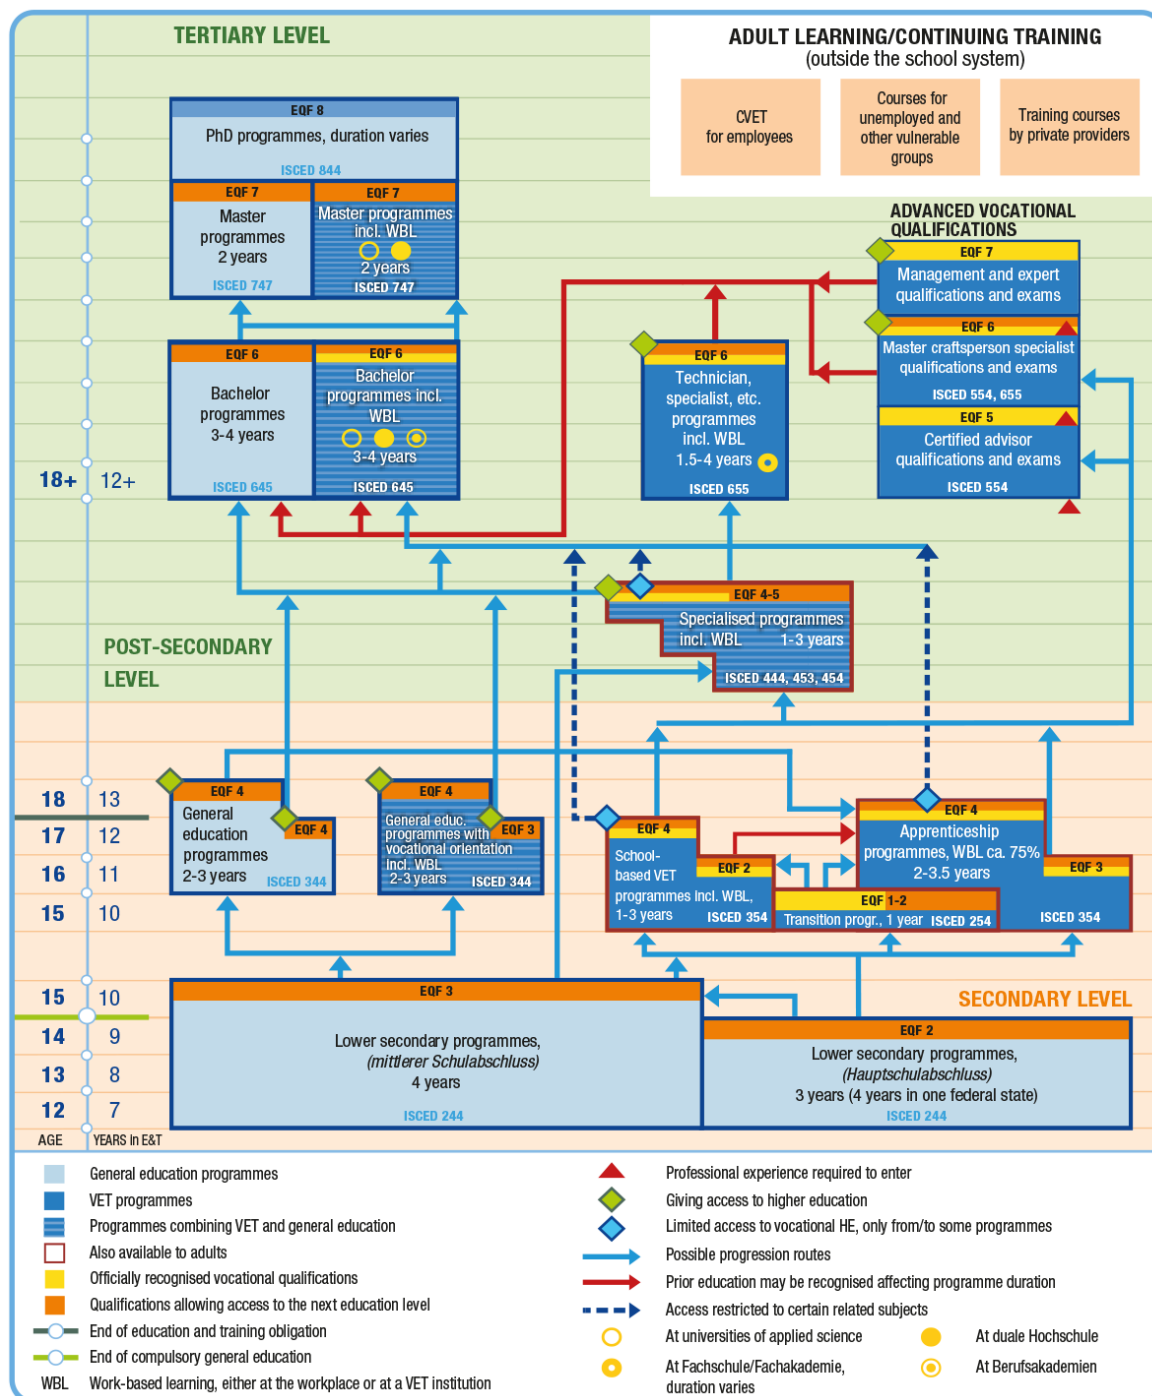 TERTIARY LEVEL
ADULT LEARNING/CONTINUING TRAINING
(outside the school system)
CVET
for employees
Courses for
unemployed and
other vulnerable
groups
Training courses
by private providers
EQF 8
PhD programmes, duration varies
ISCED 844
EQF 7
Master
programmes
2 years
ISCED 747
EQF 7
Master programmes
incl. WBL
2 years
ISCED 747
ADVANCED VOCATIONAL
QUALIFICATIONS
EQF 7
Management and expert
qualifications and exams
EQF 6
Master craftsperson specialist
qualifications and exams
ISCED 554, 655
EQF 5
Certified advisor
qualifications and exams
ISCED 554
EQF 6
Bachelor
programmes
3-4 years
ISCED 645
EQF 6
Bachelor
programmes incl.
WBL
3-4 years
ISCED 645
EQF 6
Technician,
specialist, etc.
programmes
incl. WBL
1.5-4 years
ISCED 655
18+ 12+
POST-SECONDARY
LEVEL
EQF 4-5
Specialised programmes
incl. WBL 1-3 years
ISCED 444, 453, 454
18 13
17 12
16 11
15 10
EQF 4
General
education
programmes
2-3 years
EQF 4
ISCED 344
EQF 4
General educ.
programmes with
vocational orientation
incl. WBL
2-3 years
EQF 3
ISCED 344
EQF 4
School-
based VET
programmes incl. WBL,
1-3 years
EQF 2
ISCED 354
EQF 1-2
Transition progr., 1 year ISCED 254
EQF 4
Apprenticeship
programmes, WBL ca. 75%
2-3.5 years
EQF 3
ISCED 354
SECONDARY LEVEL
15 10
14 9
13 8
12 7
AGE YEARS in E&T
EQF 3
Lower secondary programmes,
(mittlerer Schulabschluss)
4 years
ISCED 244
EQF 2
Lower secondary programmes,
(Hauptschulabschluss)
3 years (4 years in one federal state)
ISCED 244
General education programmes
VET programmes
Programmes combining VET and general education
Also available to adults
Officially recognised vocational qualifications
Qualifications allowing access to the next education level
End of education and training obligation
End of compulsory general education
WBL Work-based learning, either at the workplace or at a VET institution
Professional experience required to enter
Giving access to higher education
Limited access to vocational HE, only from/to some programmes
Possible progression routes
Prior education may be recognised affecting programme duration
Access restricted to certain related subjects
At universities of applied science
At duale Hochschule
At Fachschule/Fachakademie,
duration varies
At Berufsakademien